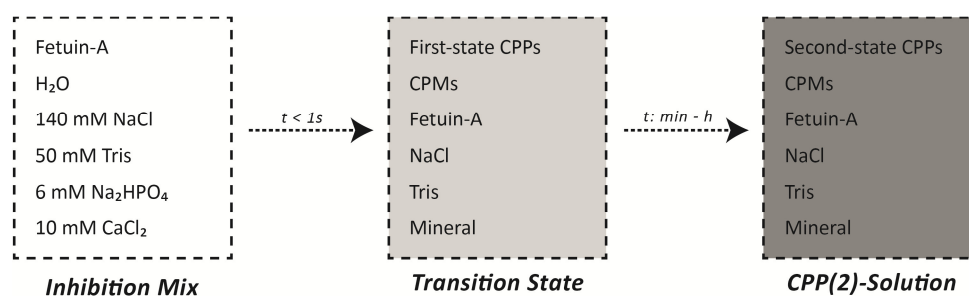 Fetuin-A
H₂O
140 mM NaCl
50 mM Tris
6 mM Na₂HPO₄
10 mM CaCl₂
Inhibition Mix
t < 1s
First-state CPPs
CPMs
Fetuin-A
NaCl
Tris
Mineral
Transition State
t: min - h
Second-state CPPs
CPMs
Fetuin-A
NaCl
Tris
Mineral
CPP(2)-Solution